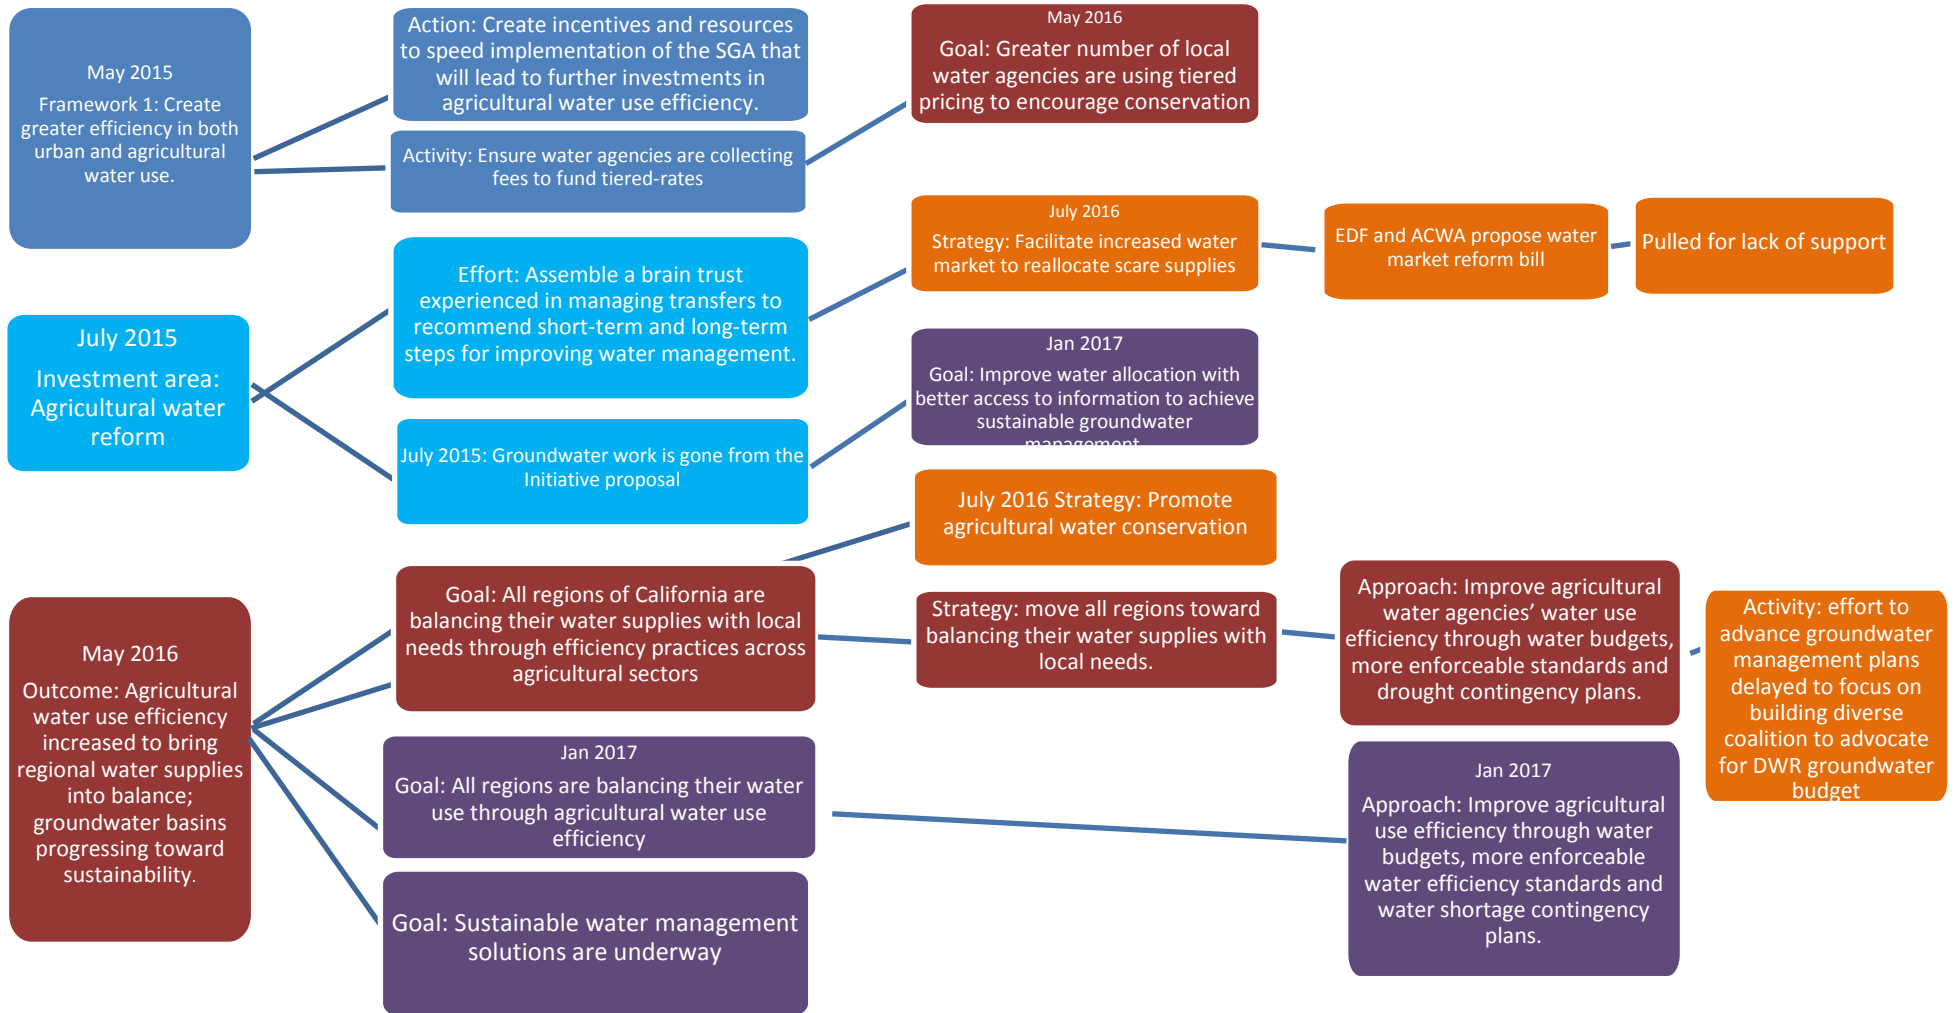 May 2015
Framework 1: Create
greater efficiency in both
urban and agricultural
water use.
Action: Create incentives and resources
to speed implementation of the SGA that
will lead to further investments in
agricultural water use efficiency.
Activity: Ensure water agencies are collecting
fees to fund tiered-rates
May 2016
Goal: Greater number of local
water agencies are using tiered
pricing to encourage conservation
July 2015
Investment area:
Agricultural water
reform
Effort: Assemble a brain trust
experienced in managing transfers to
recommend short-term and long-term
steps for improving water management.
July 2015: Groundwater work is gone from the
Initiative proposal
July 2016
Strategy: Facilitate increased water
market to reallocate scare supplies
EDF and ACWA propose water
market reform bill
Pulled for lack of support
Jan 2017
Goal: Improve water allocation with
better access to information to achieve
sustainable groundwater
management
May 2016
Outcome: Agricultural
water use efficiency
increased to bring
regional water supplies
into balance;
groundwater basins
progressing toward
sustainability.
Goal: All regions of California are
balancing their water supplies with local
needs through efficiency practices across
agricultural sectors
July 2016 Strategy: Promote
agricultural water conservation
Strategy: move all regions toward
balancing their water supplies with
local needs.
Approach: Improve agricultural
water agencies’ water use
efficiency through water budgets,
more enforceable standards and
drought contingency plans.
Activity: effort to
advance groundwater
management plans
delayed to focus on
building diverse
coalition to advocate
for DWR groundwater
budget
Jan 2017
Goal: All regions are balancing their water
use through agricultural water use
efficiency
Jan 2017
Approach: Improve agricultural
use efficiency through water
budgets, more enforceable
water efficiency standards and
water shortage contingency
plans.
Goal: Sustainable water management
solutions are underway